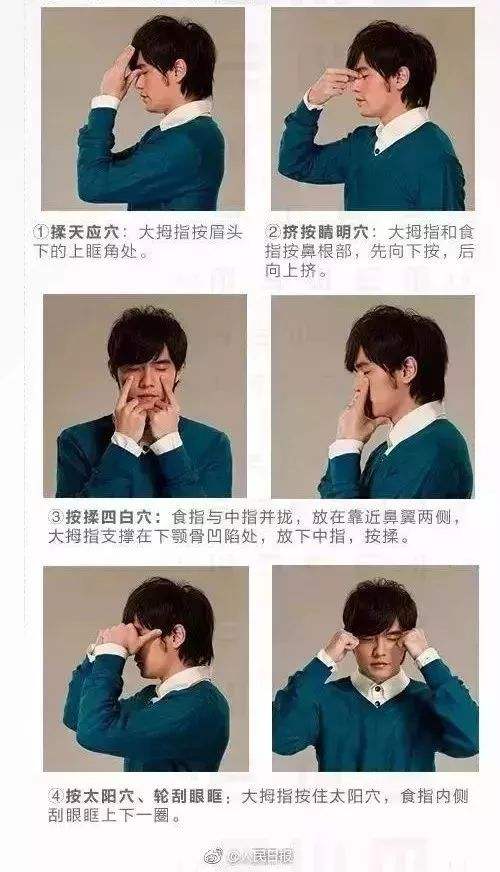 ①揉天应穴：大拇指按眉头
下的上眶角处。
②挤按睛明穴：大拇指和食
指按鼻根部，先向下按，后
向上挤。
③按揉四白穴：食指与中指并拢，放在靠近鼻翼两侧，
大拇指支撑在下颚骨凹陷处，放下中指，按揉。
④按太阳穴、轮刮眼眶：大拇指按住太阳穴，食指内侧
刮眼眶上下一圈。
@人民日报